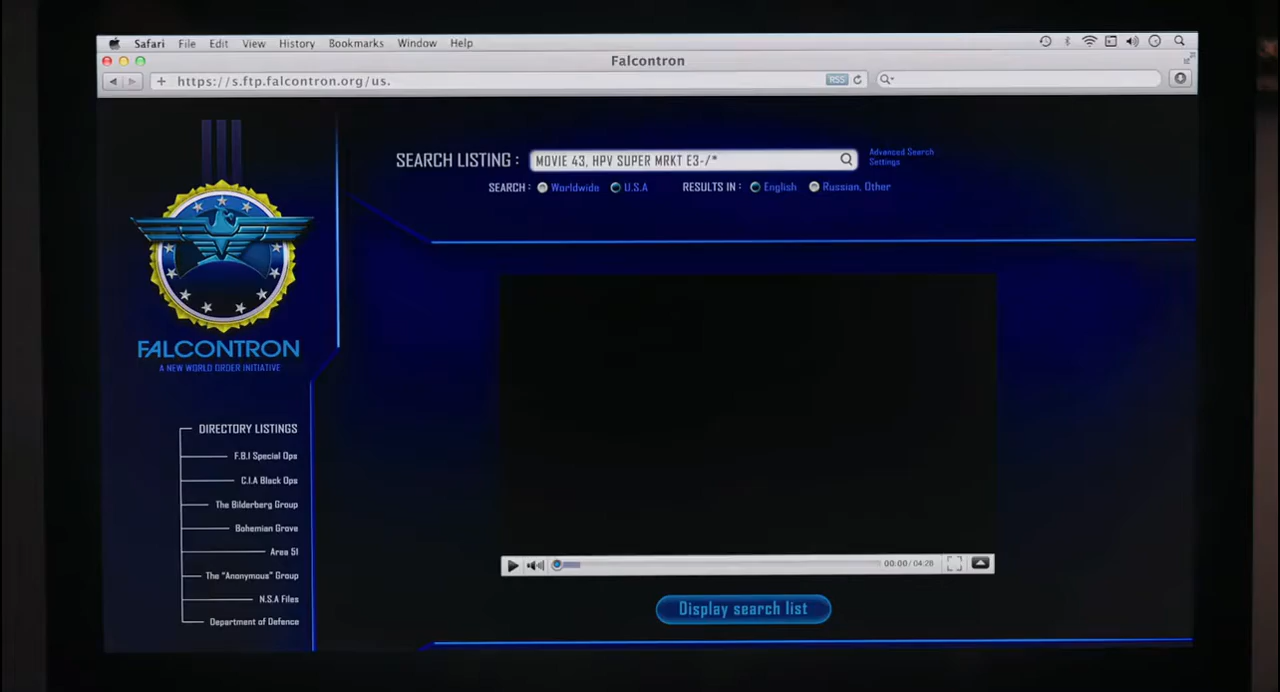 Safari File Edit View History Bookmarks Window Help
Falcontron
https://s.ftp.falcontron.org/us.
RSS
SEARCH LISTING :
MOVIE 43, HPV SUPER MRKT E3-/*
Advanced Search
Settings
SEARCH : Worldwide U.S.A RESULTS IN : English Russian, Other
FALCONTRON
A NEW WORLD ORDER INITIATIVE
DIRECTORY LISTINGS
F.B.I Special Ops
C.I.A Black Ops
The Bilderberg Group
Bohemian Grove
Area 51
The "Anonymous" Group
N.S.A Files
Department of Defence
00:00/04:28
Display search list